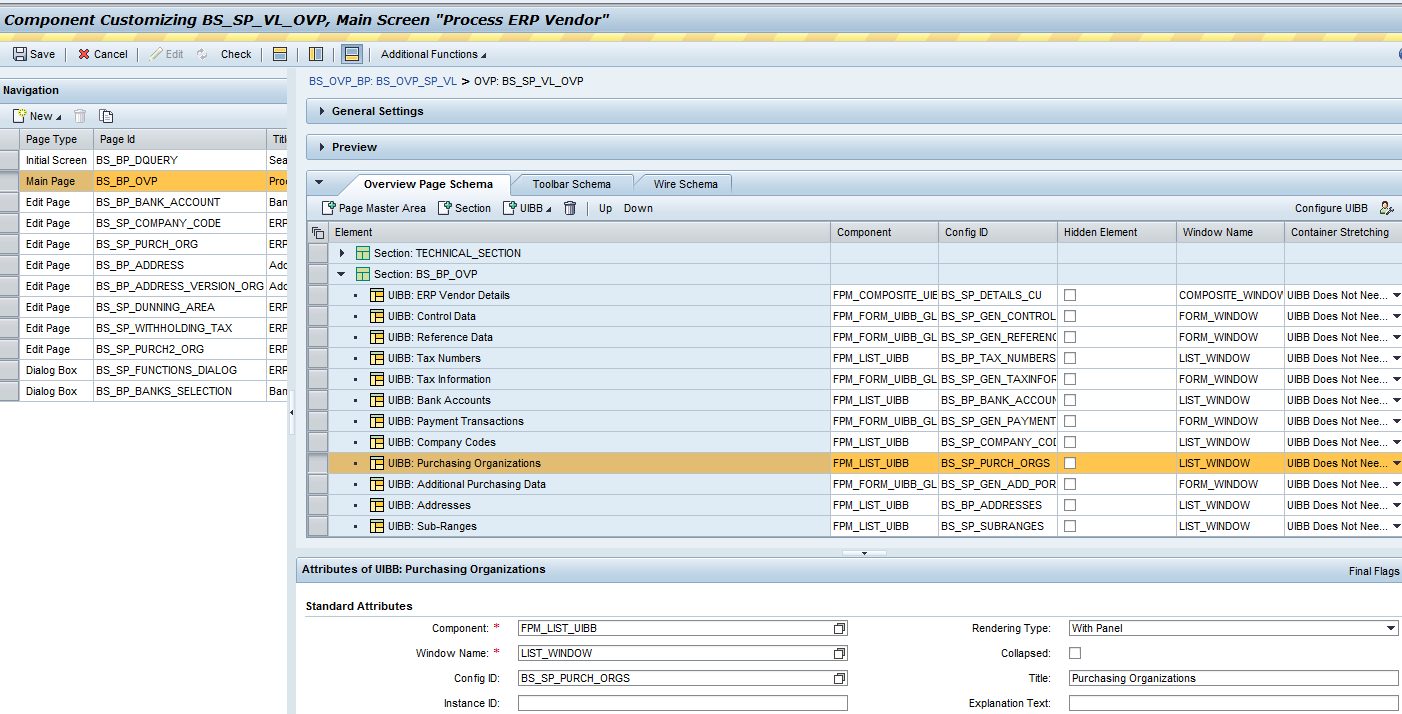 Component Customizing BS_SP_VL_OVP, Main Screen "Process ERP Vendor"
Save Cancel Edit Check Additional Functions
Navigation
New
Page Type Page Id Titl
Initial Screen BS_BP_DQUERY Sea
Main Page BS_BP_OVP Proc
Edit Page BS_BP_BANK_ACCOUNT Ban
Edit Page BS_SP_COMPANY_CODE ERP
Edit Page BS_SP_PURCH_ORG ERP
Edit Page BS_BP_ADDRESS Add
Edit Page BS_BP_ADDRESS_VERSION_ORG Add
Edit Page BS_SP_DUNNING_AREA ERP
Edit Page BS_SP_WITHHOLDING_TAX ERP
Edit Page BS_SP_PURCH2_ORG ERP
Dialog Box BS_SP_FUNCTIONS_DIALOG ERP
Dialog Box BS_BP_BANKS_SELECTION Ban
BS_OVP_BP: BS_OVP_SP_VL > OVP: BS_SP_VL_OVP
General Settings
Preview
Overview Page Schema Toolbar Schema Wire Schema
Page Master Area Section UIBB Up Down Configure UIBB
Element Component Config ID Hidden Element Window Name Container Stretching
Section: TECHNICAL_SECTION
Section: BS_BP_OVP
UIBB: ERP Vendor Details FPM_COMPOSITE_UIE BS_SP_DETAILS_CU COMPOSITE_WINDOW UIBB Does Not Nee...
UIBB: Control Data FPM_FORM_UIBB_GL BS_SP_GEN_CONTROL FORM_WINDOW UIBB Does Not Nee...
UIBB: Reference Data FPM_FORM_UIBB_GL BS_SP_GEN_REFERENC FORM_WINDOW UIBB Does Not Nee...
UIBB: Tax Numbers FPM_LIST_UIBB BS_BP_TAX_NUMBERS LIST_WINDOW UIBB Does Not Nee...
UIBB: Tax Information FPM_FORM_UIBB_GL BS_SP_GEN_TAXINFOR FORM_WINDOW UIBB Does Not Nee...
UIBB: Bank Accounts FPM_LIST_UIBB BS_BP_BANK_ACCOUN LIST_WINDOW UIBB Does Not Nee...
UIBB: Payment Transactions FPM_FORM_UIBB_GL BS_SP_GEN_PAYMENT FORM_WINDOW UIBB Does Not Nee...
UIBB: Company Codes FPM_LIST_UIBB BS_SP_COMPANY_COD LIST_WINDOW UIBB Does Not Nee...
UIBB: Purchasing Organizations FPM_LIST_UIBB BS_SP_PURCH_ORGS LIST_WINDOW UIBB Does Not Nee...
UIBB: Additional Purchasing Data FPM_FORM_UIBB_GL BS_SP_GEN_ADD_POR FORM_WINDOW UIBB Does Not Nee...
UIBB: Addresses FPM_LIST_UIBB BS_BP_ADDRESSES LIST_WINDOW UIBB Does Not Nee...
UIBB: Sub-Ranges FPM_LIST_UIBB BS_SP_SUBRANGES LIST_WINDOW UIBB Does Not Nee...
Attributes of UIBB: Purchasing Organizations Final Flags
Standard Attributes
Component: * FPM_LIST_UIBB Rendering Type: With Panel
Window Name: * LIST_WINDOW Collapsed:
Config ID: BS_SP_PURCH_ORGS Title: Purchasing Organizations
Instance ID: Explanation Text: